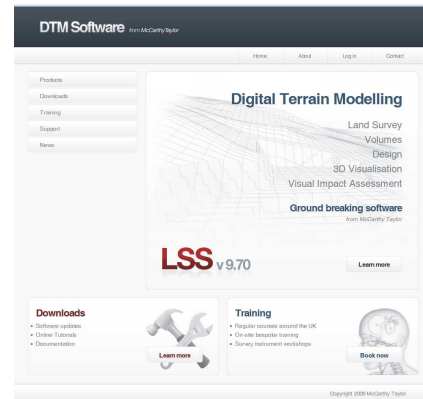 DTM Software from McCarthy Taylor
Home About Log in Contact
Products
Downloads
Training
Support
News
Digital Terrain Modelling
Land Survey
Volumes
Design
3D Visualisation
Visual Impact Assessment
Ground breaking software
from McCarthy Taylor
LSS v 9.70
Learn more
Downloads
• Software updates
• Online Tutorials
• Documentation
Learn more
Training
• Regular courses around the UK
• On-site bespoke training
• Survey instrument workshops
Book now
Copyright 2009 McCarthy Taylor